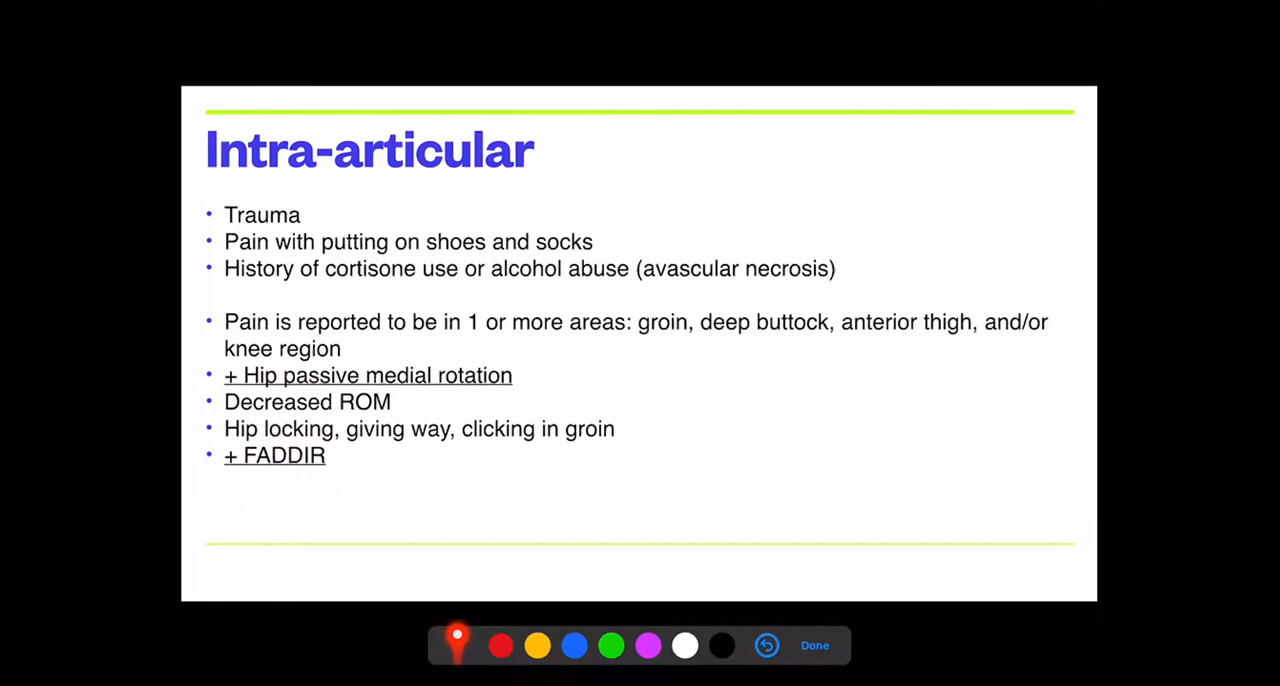 Intra-articular
• Trauma
• Pain with putting on shoes and socks
• History of cortisone use or alcohol abuse (avascular necrosis)
• Pain is reported to be in 1 or more areas: groin, deep buttock, anterior thigh, and/or
knee region
• + Hip passive medial rotation
• Decreased ROM
• Hip locking, giving way, clicking in groin
• + FADDIR
Done